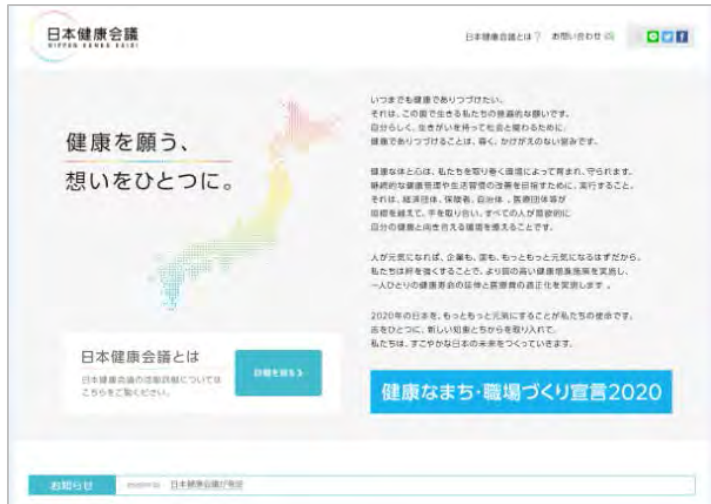 日本健康会議
NIPPON KENKO KAIGI
日本健康会議とは？ お問い合わせ
健康を願う、
想いをひとつに。
いつまでも健康でありつづけたい。
それは、この国で生きる私たちの普遍的な願いです。
自分らしく、生きがいを持って社会と関わるために、
健康でありつづけることは、尊く、かけがえのない営みです。
健康な体と心は、私たちを取り巻く環境によって育まれ、守られます。
継続的な健康管理や生活習慣の改善を目指すために、実行すること。
それは、経済団体、保険者、自治体、医療団体等が
垣根を越えて、手を取り合い、すべての人が意欲的に
自分の健康と向き合える環境を整えることです。
人が元気になれば、企業も、国も、もっともっと元気になるはずだから。
私たちは絆を強くすることで、より質の高い健康増進施策を実施し、
一人ひとりの健康寿命の延伸と医療費の適正化を実施します。
2020年の日本を、もっともっと元気にすることが私たちの使命です。
志をひとつに、新しい知恵とちからを取り入れて、
私たちは、すこやかな日本の未来をつくっていきます。
日本健康会議とは
日本健康会議の活動詳細については
こちらをご覧ください。
詳細を見る
健康なまち・職場づくり宣言2020
お知らせ
日本健康会議が発足